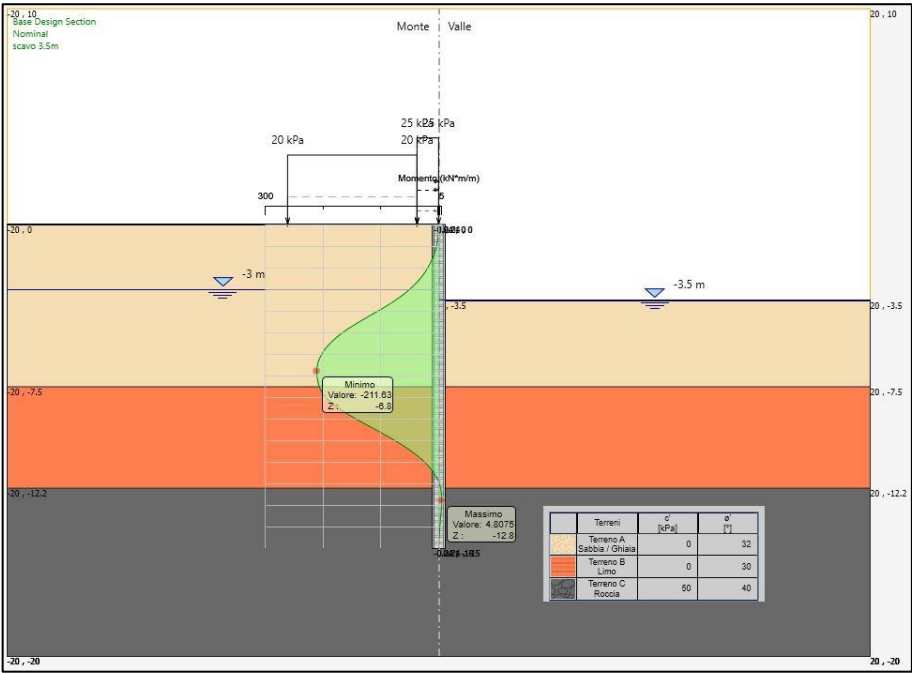 -20 , 10
20 , 10
Base Design Section
Nominal
scavo 3.5m
Monte
Valle
25 kPa
kPa
20 kPa
20 kPa
Momento (kN*m/m)
300
-20 , 0
-3 m
-3.5 m
, -3.5
20 , -3.5
Minimo
Valore: -211.63
Z :
-6.8
-20 , -7.5
20 , -7.5
-20 , -12.2
20 , -12.2
Massimo
Valore: 4.8075
Z :
-12.8
Terreni
c'
[kPa]
ø'
[°]
Terreno A
Sabbia / Ghiaia
0
32
Terreno B
Limo
0
30
Terreno C
Roccia
50
40
-20 , -20
20 , -20